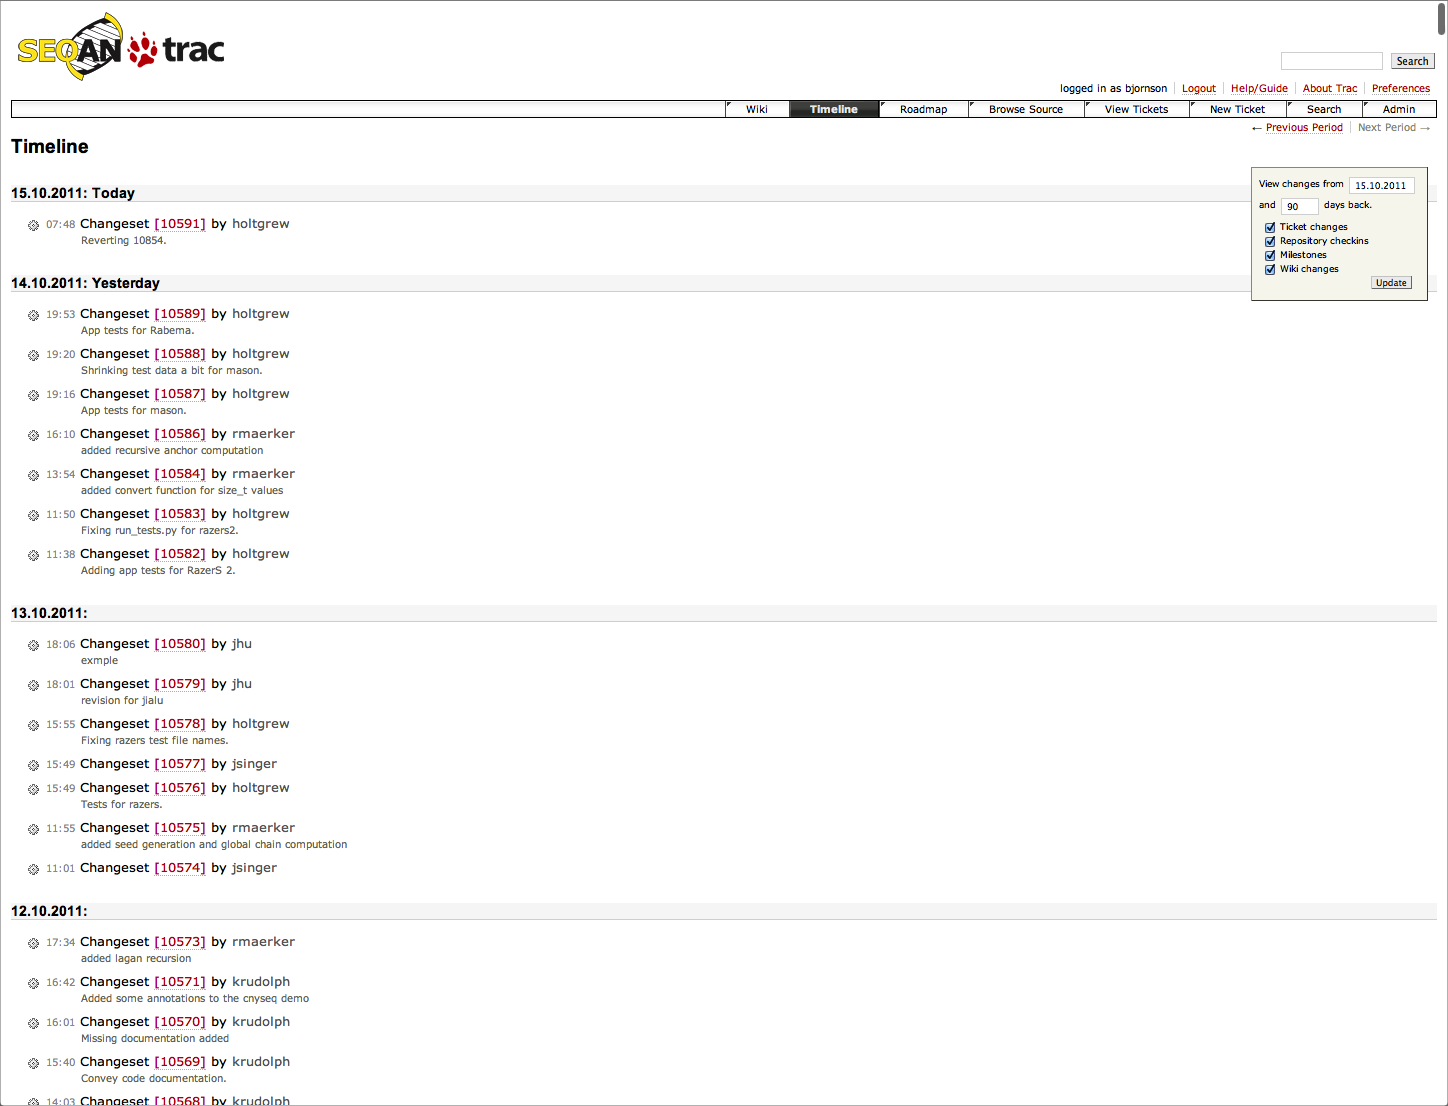 SEQAN trac
Search
logged in as bjornson Logout Help/Guide About Trac Preferences
Wiki Timeline Roadmap Browse Source View Tickets New Ticket Search Admin
← Previous Period Next Period →
Timeline
View changes from 15.10.2011
and 90 days back.
Ticket changes
Repository checkins
Milestones
Wiki changes
Update
15.10.2011: Today
07:48 Changeset [10591] by holtgrew
Reverting 10854.
14.10.2011: Yesterday
19:53 Changeset [10589] by holtgrew
App tests for Rabema.
19:20 Changeset [10588] by holtgrew
Shrinking test data a bit for mason.
19:16 Changeset [10587] by holtgrew
App tests for mason.
16:10 Changeset [10586] by rmaerker
added recursive anchor computation
13:54 Changeset [10584] by rmaerker
added convert function for size_t values
11:50 Changeset [10583] by holtgrew
Fixing run_tests.py for razers2.
11:38 Changeset [10582] by holtgrew
Adding app tests for RazerS 2.
13.10.2011:
18:06 Changeset [10580] by jhu
exmple
18:01 Changeset [10579] by jhu
revision for jialu
15:55 Changeset [10578] by holtgrew
Fixing razers test file names.
15:49 Changeset [10577] by jsinger
15:49 Changeset [10576] by holtgrew
Tests for razers.
11:55 Changeset [10575] by rmaerker
added seed generation and global chain computation
11:01 Changeset [10574] by jsinger
12.10.2011:
17:34 Changeset [10573] by rmaerker
added lagan recursion
16:42 Changeset [10571] by krudolph
Added some annotations to the cnyseq demo
16:01 Changeset [10570] by krudolph
Missing documentation added
15:40 Changeset [10569] by krudolph
Convey code documentation.
14:03 Changeset [10568] by krudolph